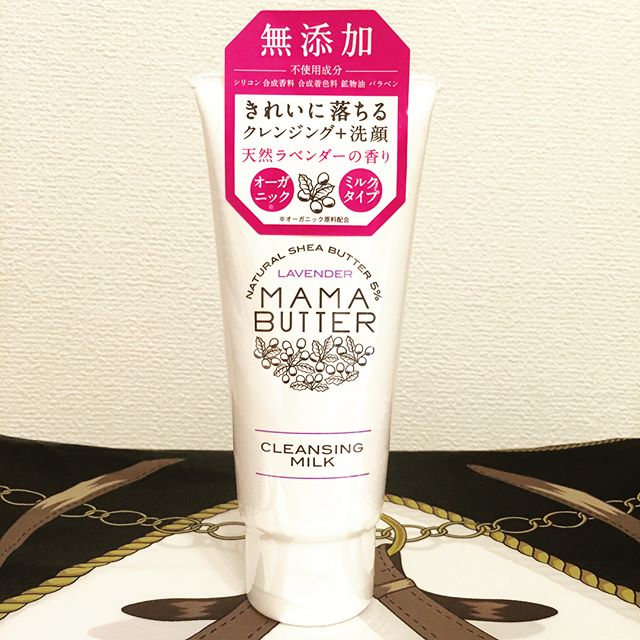 無添加
不使用成分
シリコン 合成香料 合成着色料 鉱物油 パラベン
きれいに落ちる
クレンジング+洗顔
天然ラベンダーの香り
オーガニック※
ミルクタイプ
※オーガニック原料配合
NATURAL SHEA BUTTER 5%
LAVENDER
MAMA
BUTTER
CLEANSING
MILK